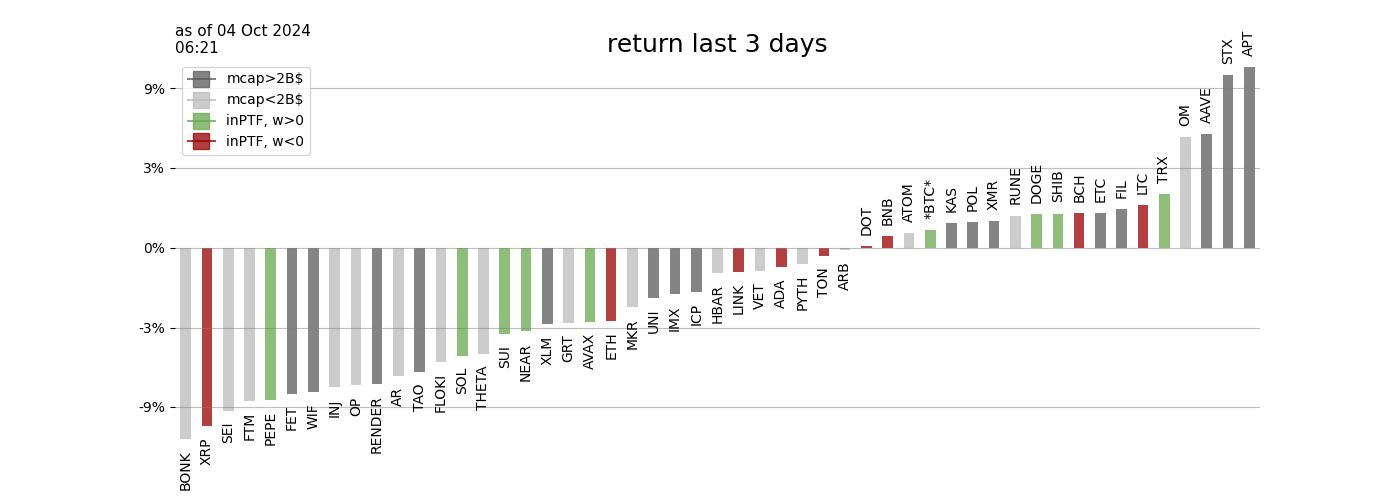 as of 04 Oct 2024
06:21
return last 3 days
mcap>2B$
mcap<2B$
inPTF, w>0
inPTF, w<0
9%
3%
0%
-3%
-9%
BONK
XRP
SEI
FTM
PEPE
FET
WIF
INJ
OP
RENDER
AR
TAO
FLOKI
SOL
THETA
SUI
NEAR
XLM
GRT
AVAX
ETH
MKR
UNI
IMX
ICP
HBAR
LINK
VET
ADA
PYTH
TON
ARB
DOT
BNB
ATOM
*BTC*
KAS
POL
XMR
RUNE
DOGE
SHIB
BCH
ETC
FIL
LTC
TRX
OM
AAVE
STX
APT